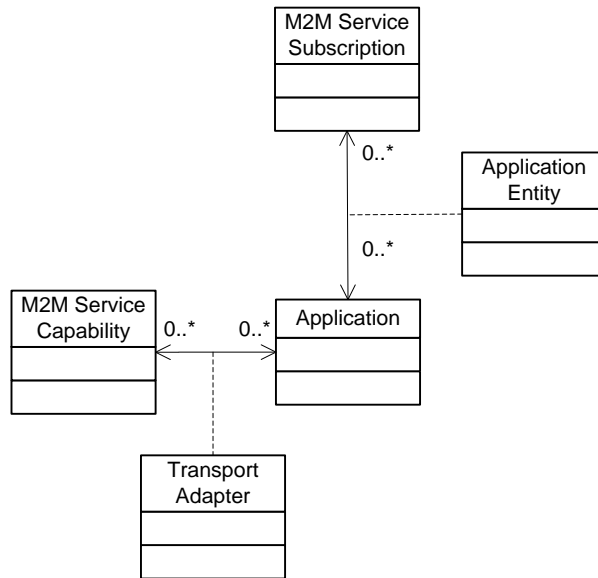 M2M Service
Subscription
0..*
Application
Entity
0..*
M2M Service
Capability
0..*
0..*
Application
Transport
Adapter